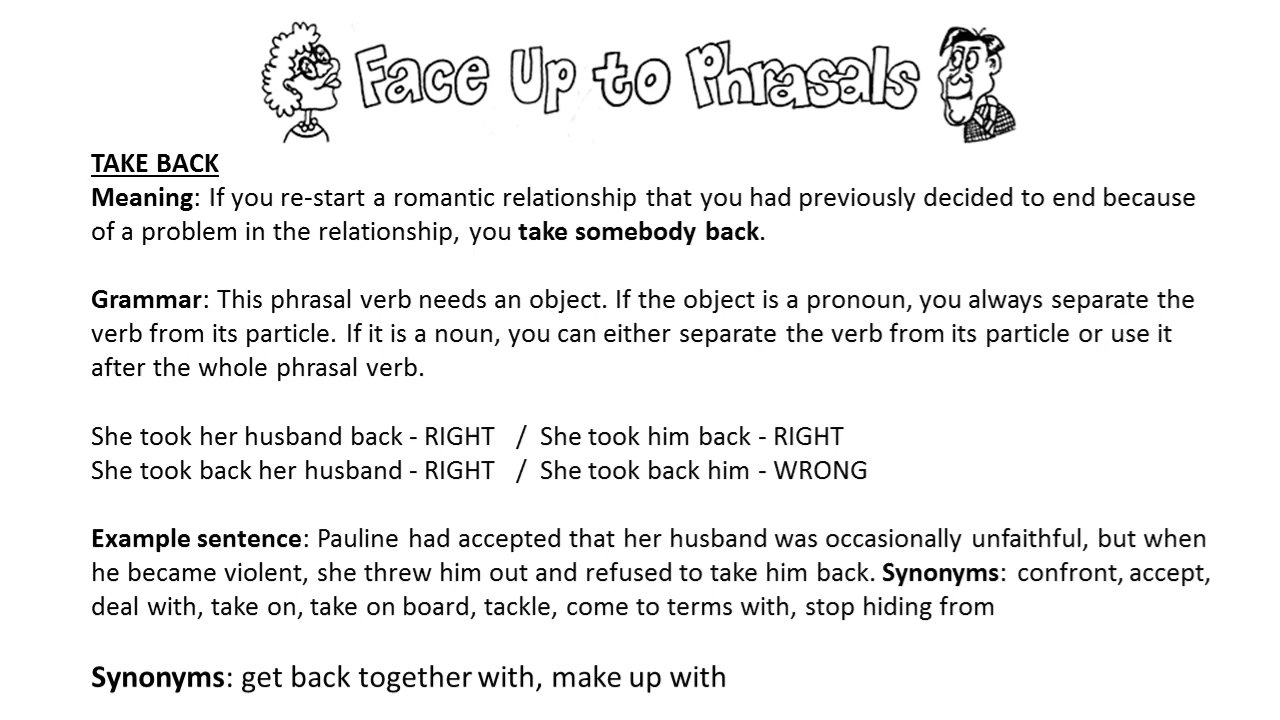 Face Up to Phrasals
TAKE BACK
Meaning: If you re-start a romantic relationship that you had previously decided to end because
of a problem in the relationship, you take somebody back.
Grammar: This phrasal verb needs an object. If the object is a pronoun, you always separate the
verb from its particle. If it is a noun, you can either separate the verb from its particle or use it
after the whole phrasal verb.
She took her husband back - RIGHT / She took him back - RIGHT
She took back her husband - RIGHT / She took back him - WRONG
Example sentence: Pauline had accepted that her husband was occasionally unfaithful, but when
he became violent, she threw him out and refused to take him back. Synonyms: confront, accept,
deal with, take on, take on board, tackle, come to terms with, stop hiding from
Synonyms: get back together with, make up with